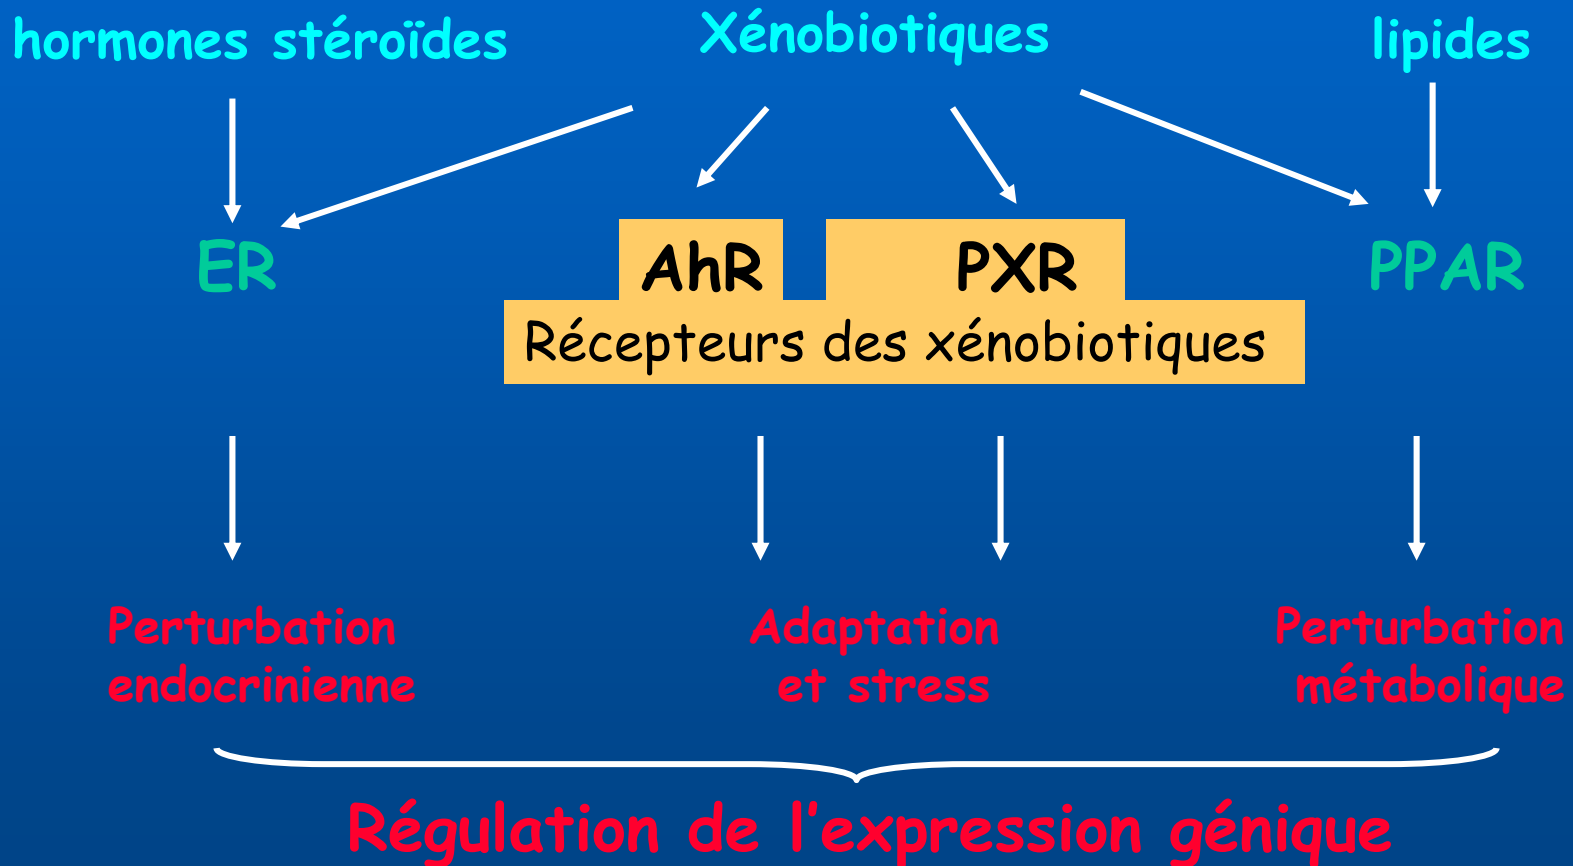 hormones stéroïdes
Xénobiotiques
lipides
ER
AhR
PXR
PPAR
Récepteurs des xénobiotiques
Perturbation
endocrinienne
Adaptation
et stress
Perturbation
métabolique
Régulation de l’expression génique